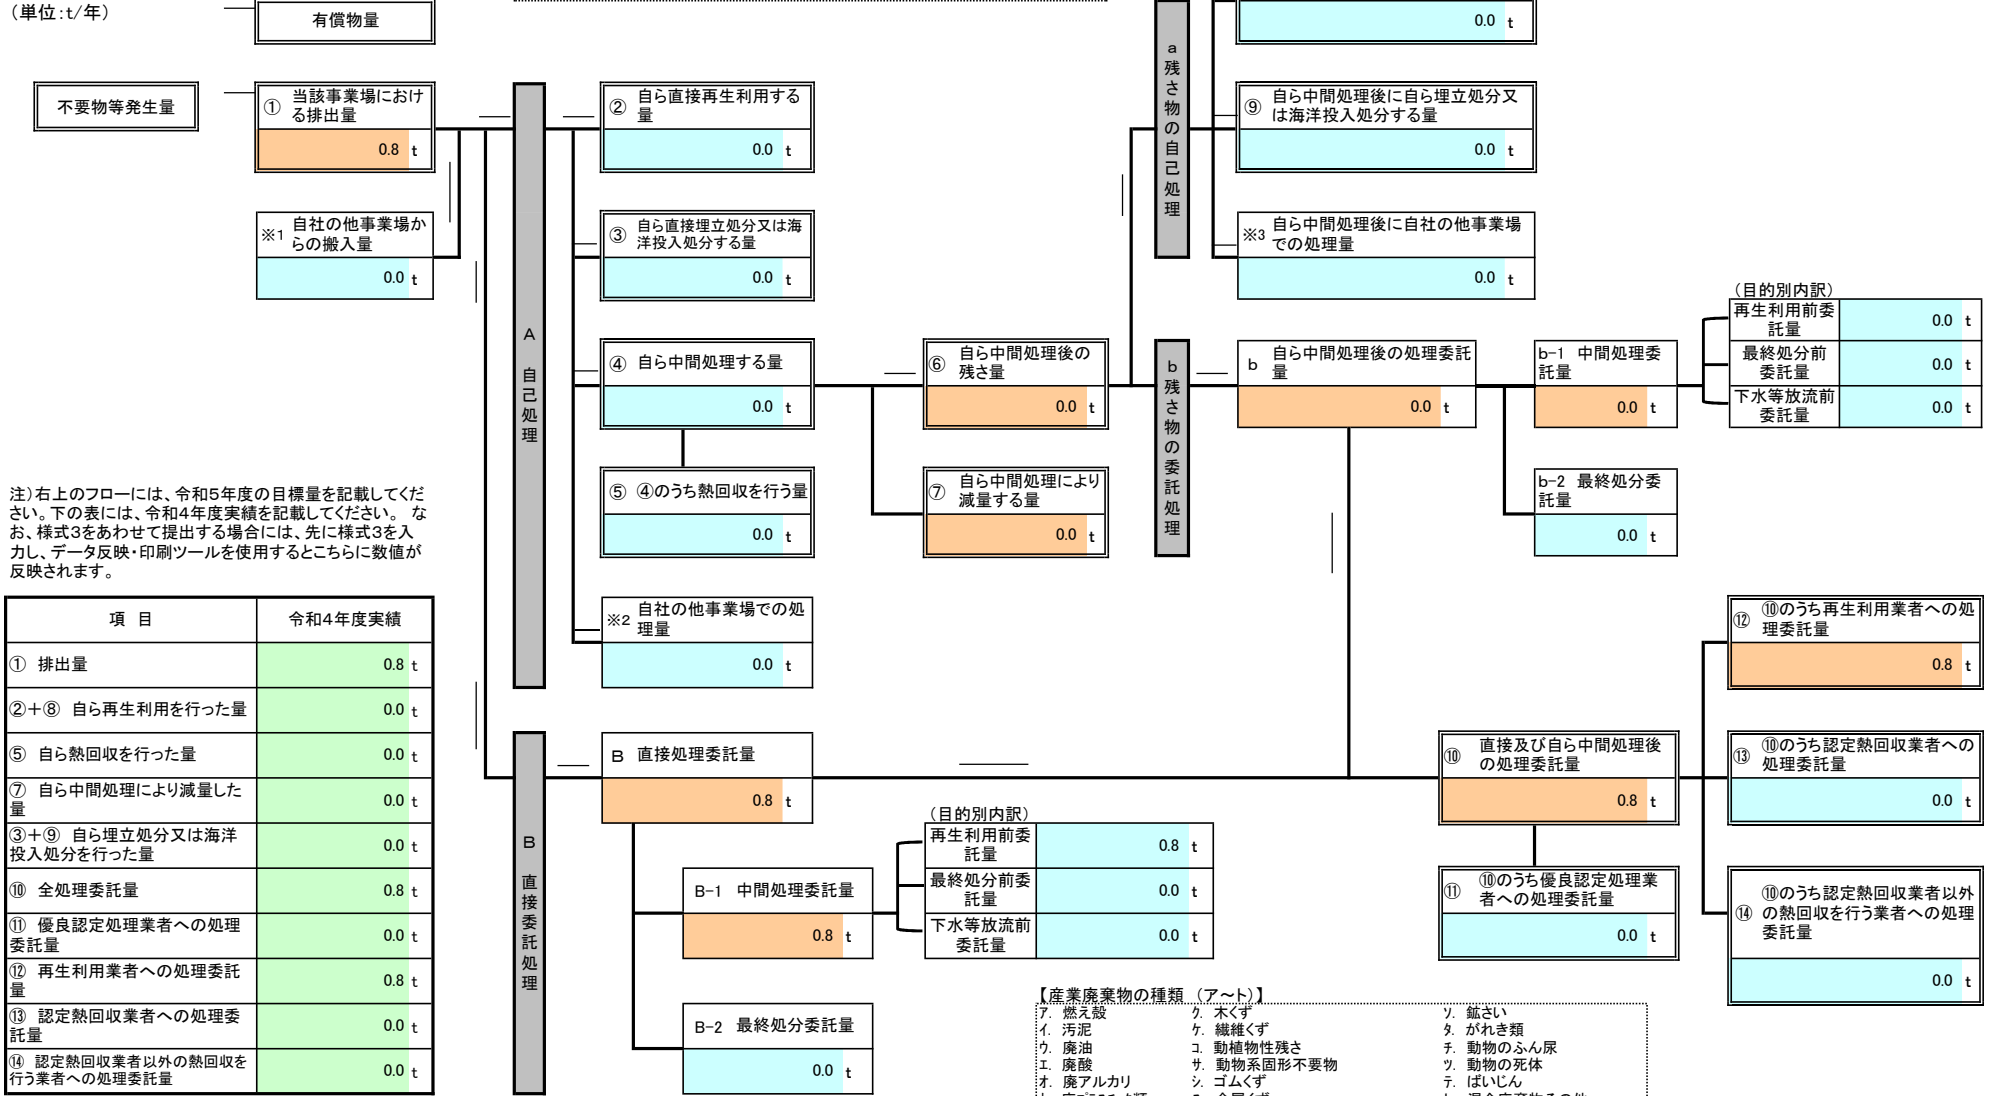 （単位:t/年）
有償物量
0.0 t
不要物等発生量
① 当該事業場におけ
る排出量
0.8 t
※1 自社の他事業場か
らの搬入量
0.0 t
A
自己処理
② 自ら直接再生利用する
量
0.0 t
③ 自ら直接埋立処分又は海
洋投入処分する量
0.0 t
④ 自ら中間処理する量
0.0 t
⑤ ④のうち熱回収を行う量
0.0 t
※2 自社の他事業場での処
理量
0.0 t
⑥ 自ら中間処理後の
残さ量
0.0 t
⑦ 自ら中間処理により
減量する量
0.0 t
a残さ物の自己処理
⑨ 自ら中間処理後に自ら埋立処分又
は海洋投入処分する量
0.0 t
※3 自ら中間処理後に自社の他事業場
での処理量
0.0 t
b残さ物の委託処理
b 自ら中間処理後の処理委託
量
0.0 t
b-1 中間処理委
託量
0.0 t
b-2 最終処分委
託量
0.0 t
（目的別内訳）
再生利用前委
託量
0.0 t
最終処分前
委託量
0.0 t
下水等放流前
委託量
0.0 t
注）右上のフローには、令和5年度の目標量を記載してくだ
さい。下の表には、令和4年度実績を記載してください。 な
お、様式3をあわせて提出する場合には、先に様式3を入
力し、データ反映・印刷ツールを使用するとこちらに数値が
反映されます。
項 目 令和4年度実績
① 排出量 0.8 t
②＋⑧ 自ら再生利用を行った量 0.0 t
⑤ 自ら熱回収を行った量 0.0 t
⑦ 自ら中間処理により減量した
量 0.0 t
③＋⑨ 自ら埋立処分又は海洋
投入処分を行った量 0.0 t
⑩ 全処理委託量 0.8 t
⑪ 優良認定処理業者への処理
委託量 0.0 t
⑫ 再生利用業者への処理委託
量 0.8 t
⑬ 認定熱回収業者への処理委
託量 0.0 t
⑭ 認定熱回収業者以外の熱回収を
行う業者への処理委託量 0.0 t
B
直接委託処理
B 直接処理委託量
0.8 t
B-1 中間処理委託量
0.8 t
B-2 最終処分委託量
0.0 t
（目的別内訳）
再生利用前委
託量
0.8 t
最終処分前委
託量
0.0 t
下水等放流前
委託量
0.0 t
⑩ 直接及び自ら中間処理後
の処理委託量
0.8 t
⑪ ⑩のうち優良認定処理業
者への処理委託量
0.0 t
⑫ ⑩のうち再生利用業者への処
理委託量
0.8 t
⑬ ⑩のうち認定熱回収業者への
処理委託量
0.0 t
⑭ ⑩のうち認定熱回収業者以外
の熱回収を行う業者への処理
委託量
0.0 t
【産業廃棄物の種類 （ア～ト）】
ア. 燃え殻 ク. 木くず ソ. 鉱さい
イ. 汚泥 ケ. 繊維くず タ. がれき類
ウ. 廃油 コ. 動植物性残さ チ. 動物のふん尿
エ. 廃酸 サ. 動物系固形不要物 ツ. 動物の死体
オ. 廃アルカリ シ. ゴムくず テ. ばいじん